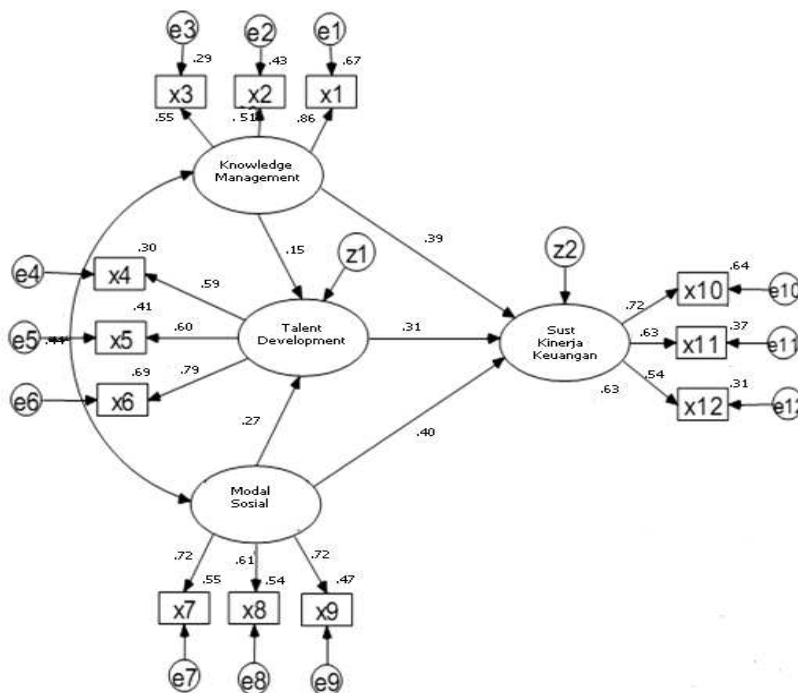 e3 e2 e1
.29 .43 .67
x3 x2 x1
.55 .51 .86
Knowledge
Management
.15 .39
z1 z2
.30
e4 x4 .59
.41
e5 x5 .60
.69
e6 x6 .79
Talent
Development
.31
.27 .40
Sust
Kinerja
Keuangan
.63
.72 .64
x10 e10
.63 .37
x11 e11
.54 .31
x12 e12
Modal
Sosial
.72 .61 .72
.55 .54 .47
x7 x8 x9
e7 e8 e9